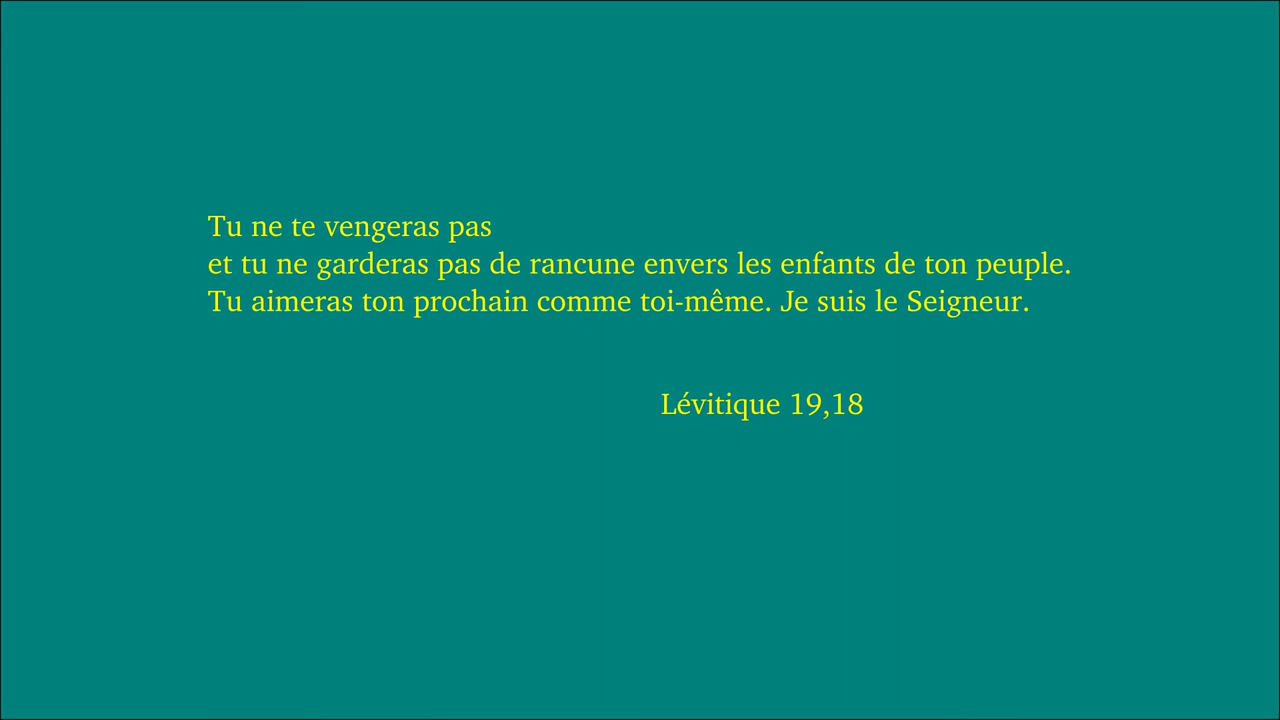 Tu ne te vengeras pas
et tu ne garderas pas de rancune envers les enfants de ton peuple.
Tu aimeras ton prochain comme toi-même. Je suis le Seigneur.
Lévitique 19,18